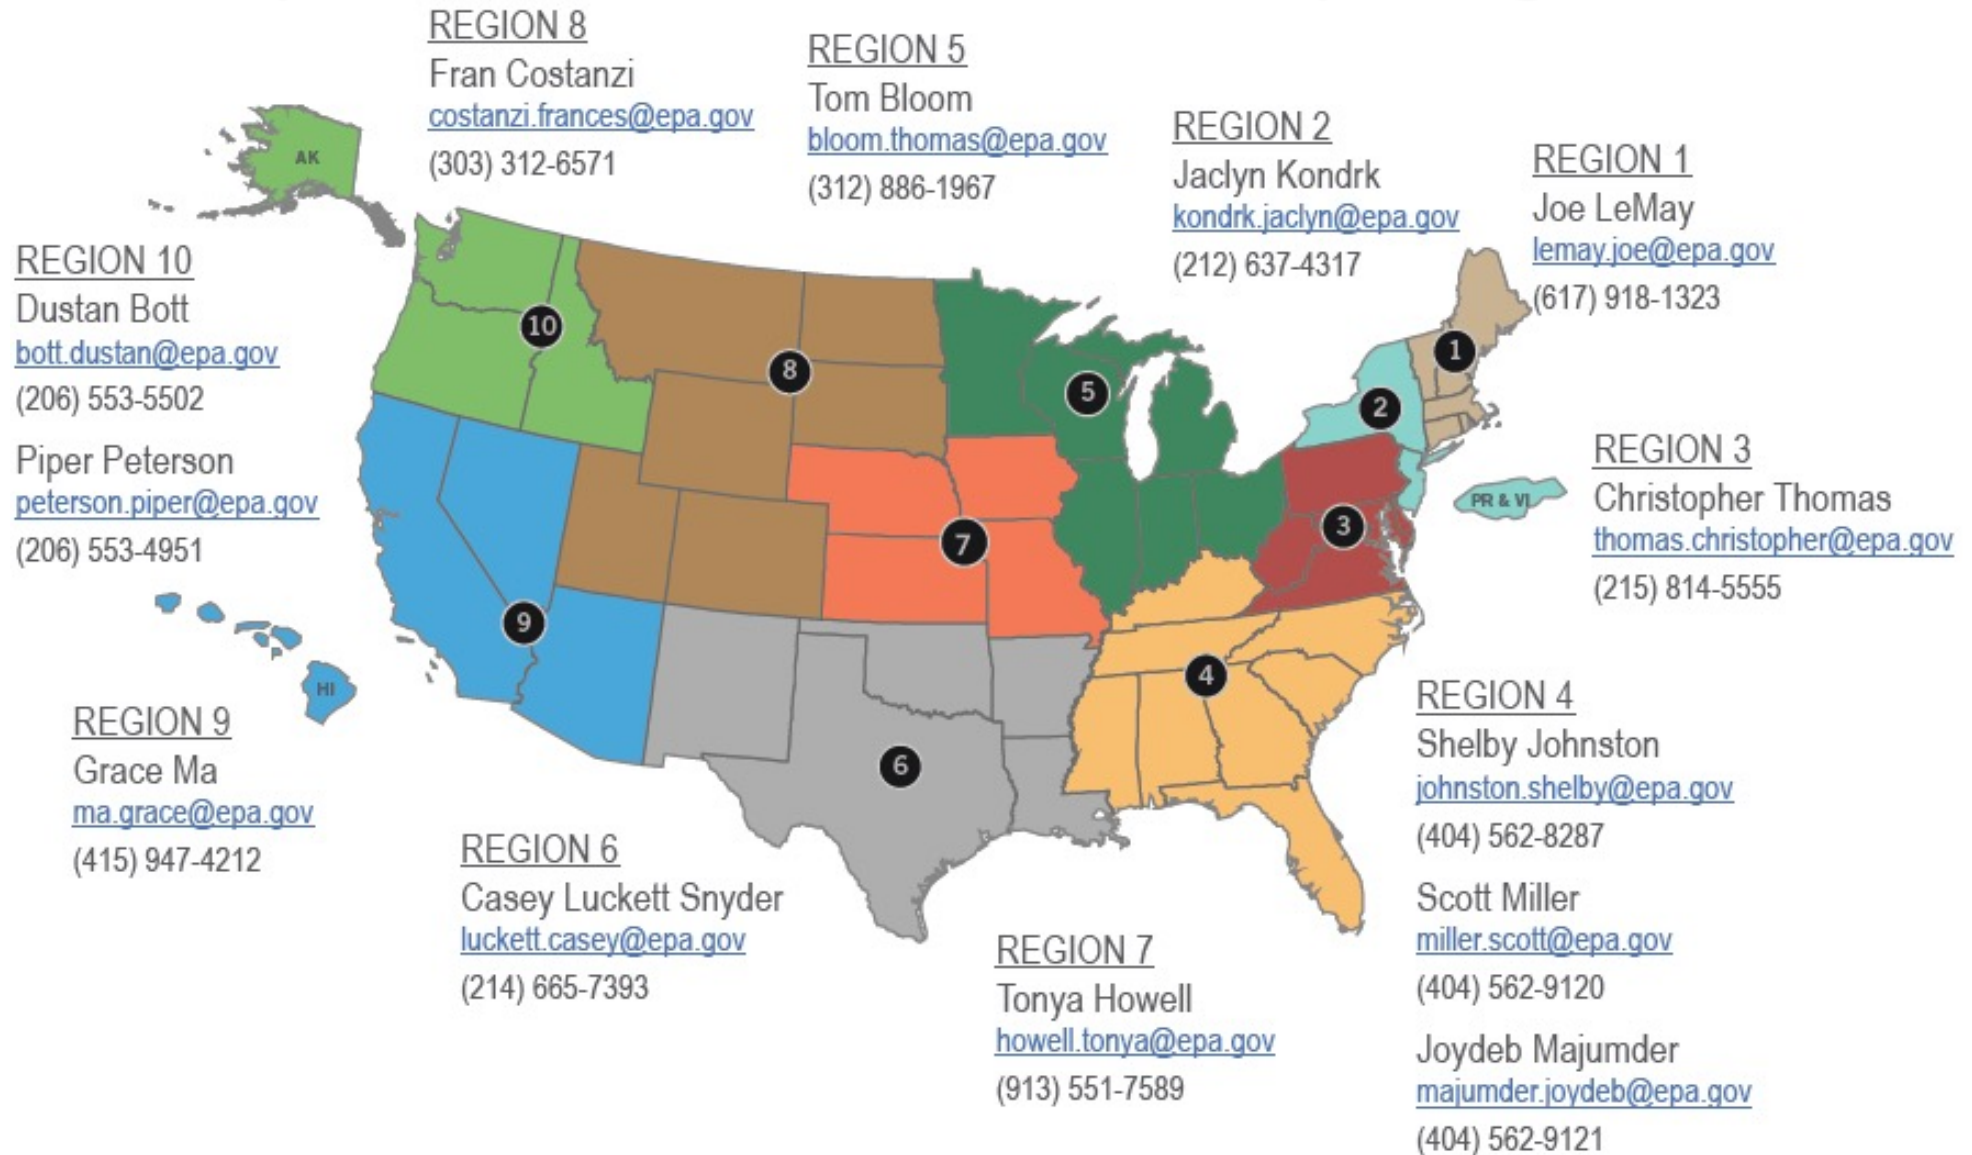 REGION 8
Fran Costanzi
costanzi.frances@epa.gov
(303) 312-6571
REGION 5
Tom Bloom
bloom.thomas@epa.gov
(312) 886-1967
REGION 2
Jaclyn Kondrk
kondrk.jaclyn@epa.gov
(212) 637-4317
REGION 1
Joe LeMay
lemay.joe@epa.gov
(617) 918-1323
AK
REGION 10
Dustan Bott
bott.dustan@epa.gov
(206) 553-5502
Piper Peterson
peterson.piper@epa.gov
(206) 553-4951
10
8
5
2
1
7
3
9
4
6
PR & VI
HI
REGION 3
Christopher Thomas
thomas.christopher@epa.gov
(215) 814-5555
REGION 9
Grace Ma
ma.grace@epa.gov
(415) 947-4212
REGION 6
Casey Luckett Snyder
luckett.casey@epa.gov
(214) 665-7393
REGION 7
Tonya Howell
howell.tonya@epa.gov
(913) 551-7589
REGION 4
Shelby Johnston
johnston.shelby@epa.gov
(404) 562-8287
Scott Miller
miller.scott@epa.gov
(404) 562-9120
Joydeb Majumder
majumder.joydeb@epa.gov
(404) 562-9121